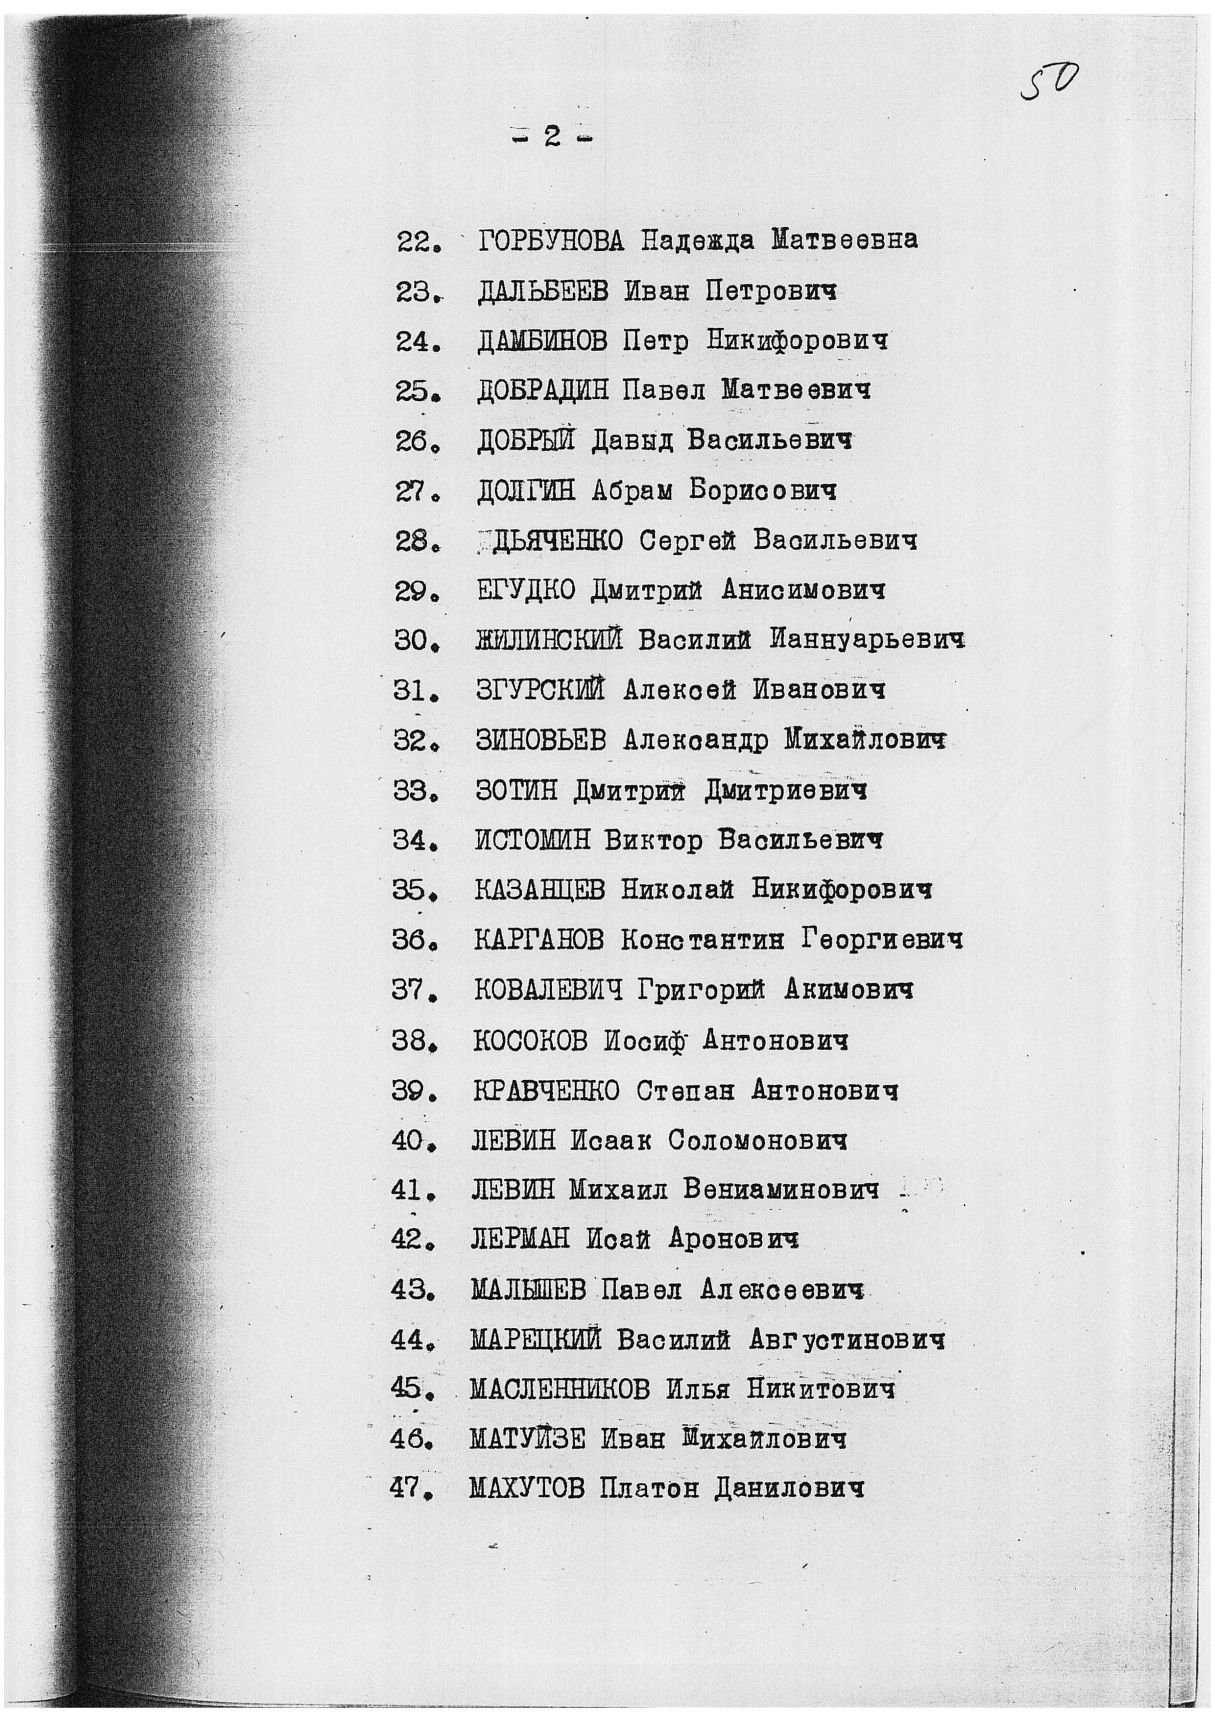 50
- 2 -
22. ГОРБУНОВА Надежда Матвеевна
23. ДАЛЬБЕЕВ Иван Петрович
24. ДАМБИНОВ Петр Никифорович
25. ДОБРАДИН Павел Матвеевич
26. ДОБРЫЙ Давыд Васильевич
27. ДОЛГИН Абрам Борисович
28. ДЬЯЧЕНКО Сергей Васильевич
29. ЕГУДКО Дмитрий Анисимович
30. ЖИЛИНСКИЙ Василий Ианнуарьевич
31. ЗГУРСКИЙ Алексей Иванович
32. ЗИНОВЬЕВ Александр Михайлович
33. ЗОТИН Дмитрий Дмитриевич
34. ИСТОМИН Виктор Васильевич
35. КАЗАНЦЕВ Николай Никифорович
36. КАРГАНОВ Константин Георгиевич
37. КОВАЛЕВИЧ Григорий Акимович
38. КОСОКОВ Иосиф Антонович
39. КРАВЧЕНКО Степан Антонович
40. ЛЕВИН Исаак Соломонович
41. ЛЕВИН Михаил Вениаминович
42. ЛЕРМАН Исай Аронович
43. МАЛЫШЕВ Павел Алексеевич
44. МАРЕЦКИЙ Василий Августинович
45. МАСЛЕННИКОВ Илья Никитович
46. МАТУЙЗЕ Иван Михайлович
47. МАХУТОВ Платон Данилович